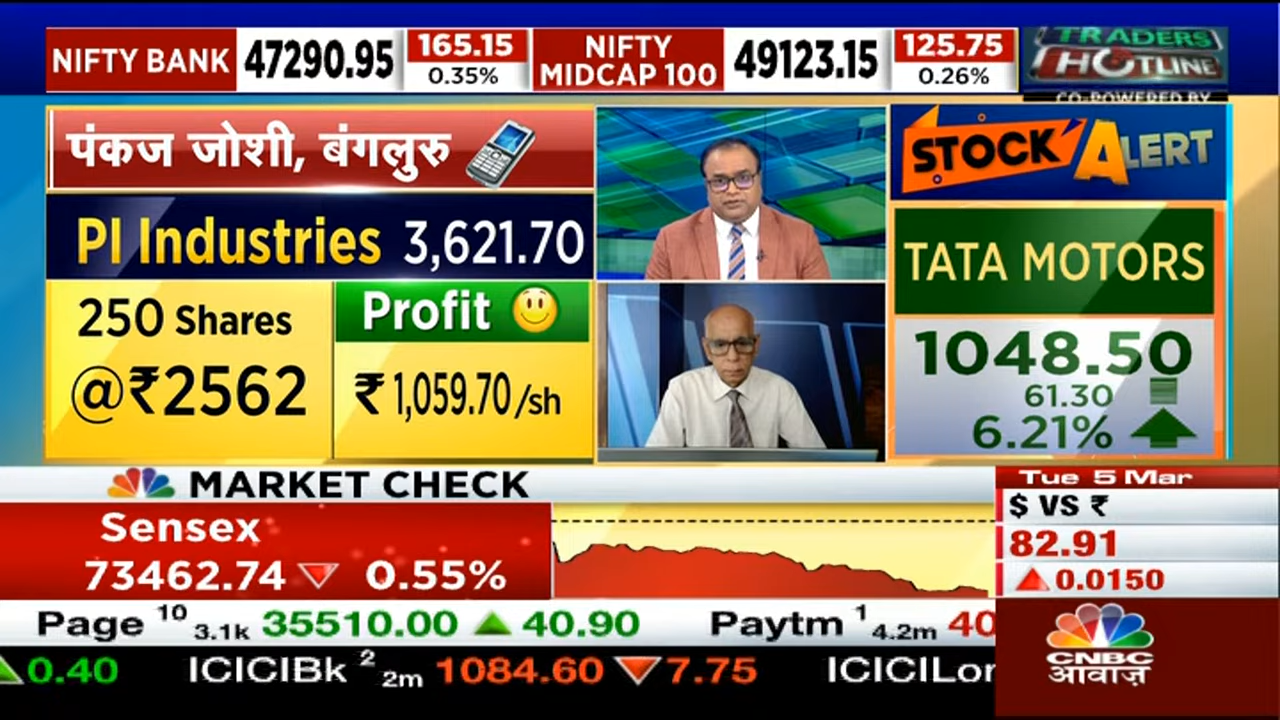 NIFTY BANK 47290.95 165.15 0.35%
NIFTY MIDCAP 100 49123.15 125.75 0.26%
TRADERS HOTLINE
CO-POWERED BY
पंकज जोशी, बंगलुरु
PI Industries 3,621.70
250 Shares
@₹2562
Profit
₹1,059.70/sh
STOCK ALERT
TATA MOTORS
1048.50
61.30
6.21%
MARKET CHECK
Sensex
73462.74 0.55%
Tue 5 Mar
$ VS ₹
82.91
0.0150
Page 10 3.1k 35510.00 40.90 Paytm 1 4.2m 40
0.40 ICICIBk 2 2m 1084.60 7.75 ICICILor
CNBC
आवाज़